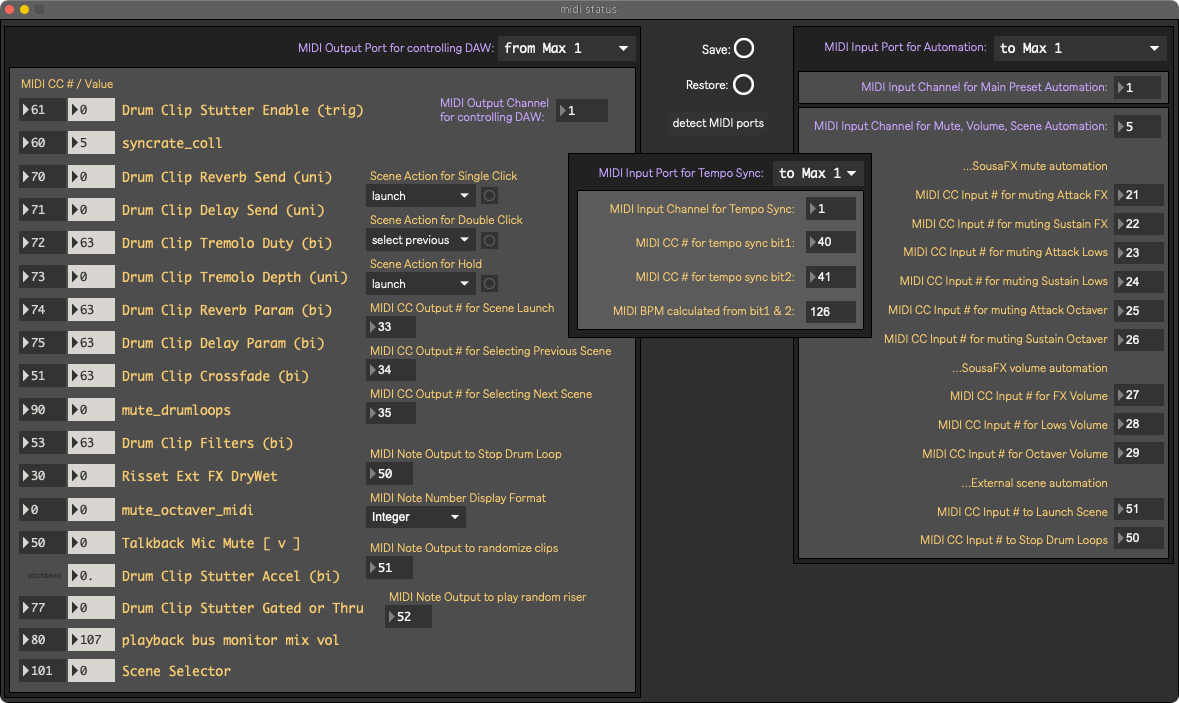 midi status
MIDI Output Port for controlling DAW: from Max 1
MIDI CC # / Value
61 0 Drum Clip Stutter Enable (trig)
60 5 syncrate_coll
70 0 Drum Clip Reverb Send (uni)
71 0 Drum Clip Delay Send (uni)
72 63 Drum Clip Tremolo Duty (bi)
73 0 Drum Clip Tremolo Depth (uni)
74 63 Drum Clip Reverb Param (bi)
75 63 Drum Clip Delay Param (bi)
51 63 Drum Clip Crossfade (bi)
90 0 mute_drumloops
53 63 Drum Clip Filters (bi)
30 0 Risset Ext FX DryWet
0 0 mute_octaver_midi
50 0 Talkback Mic Mute [ v ]
pitchbend 0. Drum Clip Stutter Accel (bi)
77 0 Drum Clip Stutter Gated or Thru
80 107 playback bus monitor mix vol
101 0 Scene Selector
MIDI Output Channel
for controlling DAW: 1
Scene Action for Single Click
launch
Scene Action for Double Click
select previous
Scene Action for Hold
launch
MIDI CC Output # for Scene Launch
33
MIDI CC Output # for Selecting Previous Scene
34
MIDI CC Output # for Selecting Next Scene
35
MIDI Note Output to Stop Drum Loop
50
MIDI Note Number Display Format
Integer
MIDI Note Output to randomize clips
51
MIDI Note Output to play random riser
52
Save:
Restore:
detect MIDI ports
MIDI Input Port for Tempo Sync: to Max 1
MIDI Input Channel for Tempo Sync: 1
MIDI CC # for tempo sync bit1: 40
MIDI CC # for tempo sync bit2: 41
MIDI BPM calculated from bit1 & 2: 126
MIDI Input Port for Automation: to Max 1
MIDI Input Channel for Main Preset Automation: 1
MIDI Input Channel for Mute, Volume, Scene Automation: 5
...SousaFX mute automation
MIDI CC Input # for muting Attack FX 21
MIDI CC Input # for muting Sustain FX 22
MIDI CC Input # for muting Attack Lows 23
MIDI CC Input # for muting Sustain Lows 24
MIDI CC Input # for muting Attack Octaver 25
MIDI CC Input # for muting Sustain Octaver 26
...SousaFX volume automation
MIDI CC Input # for FX Volume 27
MIDI CC Input # for Lows Volume 28
MIDI CC Input # for Octaver Volume 29
...External scene automation
MIDI CC Input # to Launch Scene 51
MIDI CC Input # to Stop Drum Loops 50